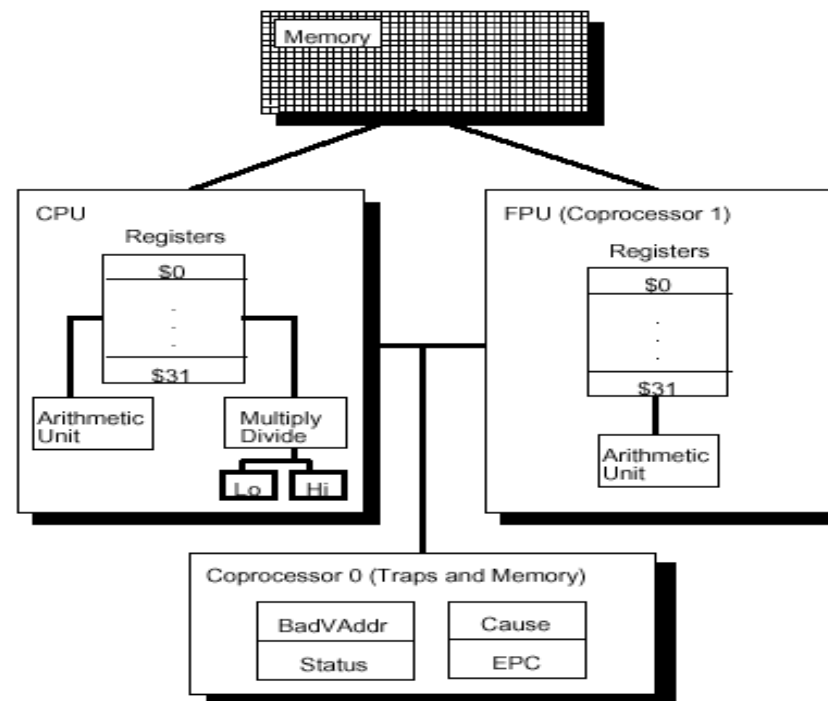 Memory
CPU
Registers
$0
.
.
.
$31
Arithmetic
Unit
Multiply
Divide
Lo
Hi
FPU (Coprocessor 1)
Registers
$0
.
.
.
$31
Arithmetic
Unit
Coprocessor 0 (Traps and Memory)
BadVAddr
Cause
Status
EPC